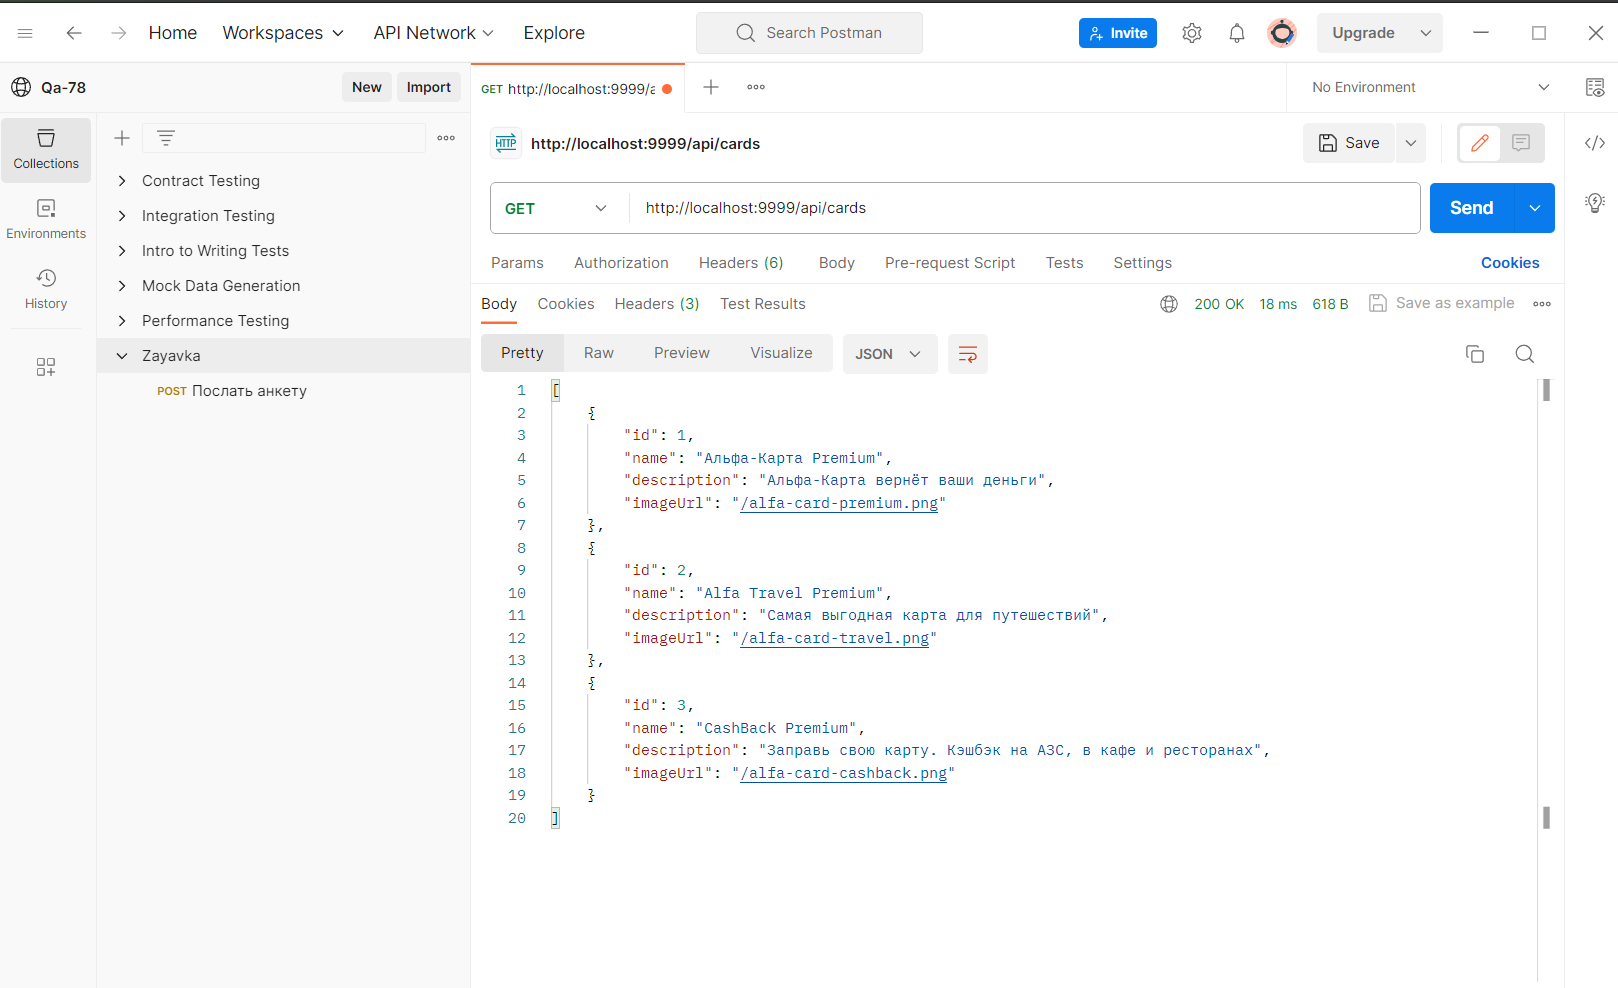 Home Workspaces API Network Explore Search Postman Invite Upgrade
Qa-78 New Import GET http://localhost:9999/a No Environment
Collections
Environments
History
Contract Testing
Integration Testing
Intro to Writing Tests
Mock Data Generation
Performance Testing
Zayavka
POST Послать анкету
HTTP http://localhost:9999/api/cards Save
GET http://localhost:9999/api/cards Send
Params Authorization Headers (6) Body Pre-request Script Tests Settings Cookies
Body Cookies Headers (3) Test Results 200 OK 18 ms 618 B Save as example
Pretty Raw Preview Visualize JSON
1 [
2 {
3 "id": 1,
4 "name": "Альфа-Карта Premium",
5 "description": "Альфа-Карта вернёт ваши деньги",
6 "imageUrl": "/alfa-card-premium.png"
7 },
8 {
9 "id": 2,
10 "name": "Alfa Travel Premium",
11 "description": "Самая выгодная карта для путешествий",
12 "imageUrl": "/alfa-card-travel.png"
13 },
14 {
15 "id": 3,
16 "name": "CashBack Premium",
17 "description": "Заправь свою карту. Кэшбэк на АЗС, в кафе и ресторанах",
18 "imageUrl": "/alfa-card-cashback.png"
19 }
20 ]